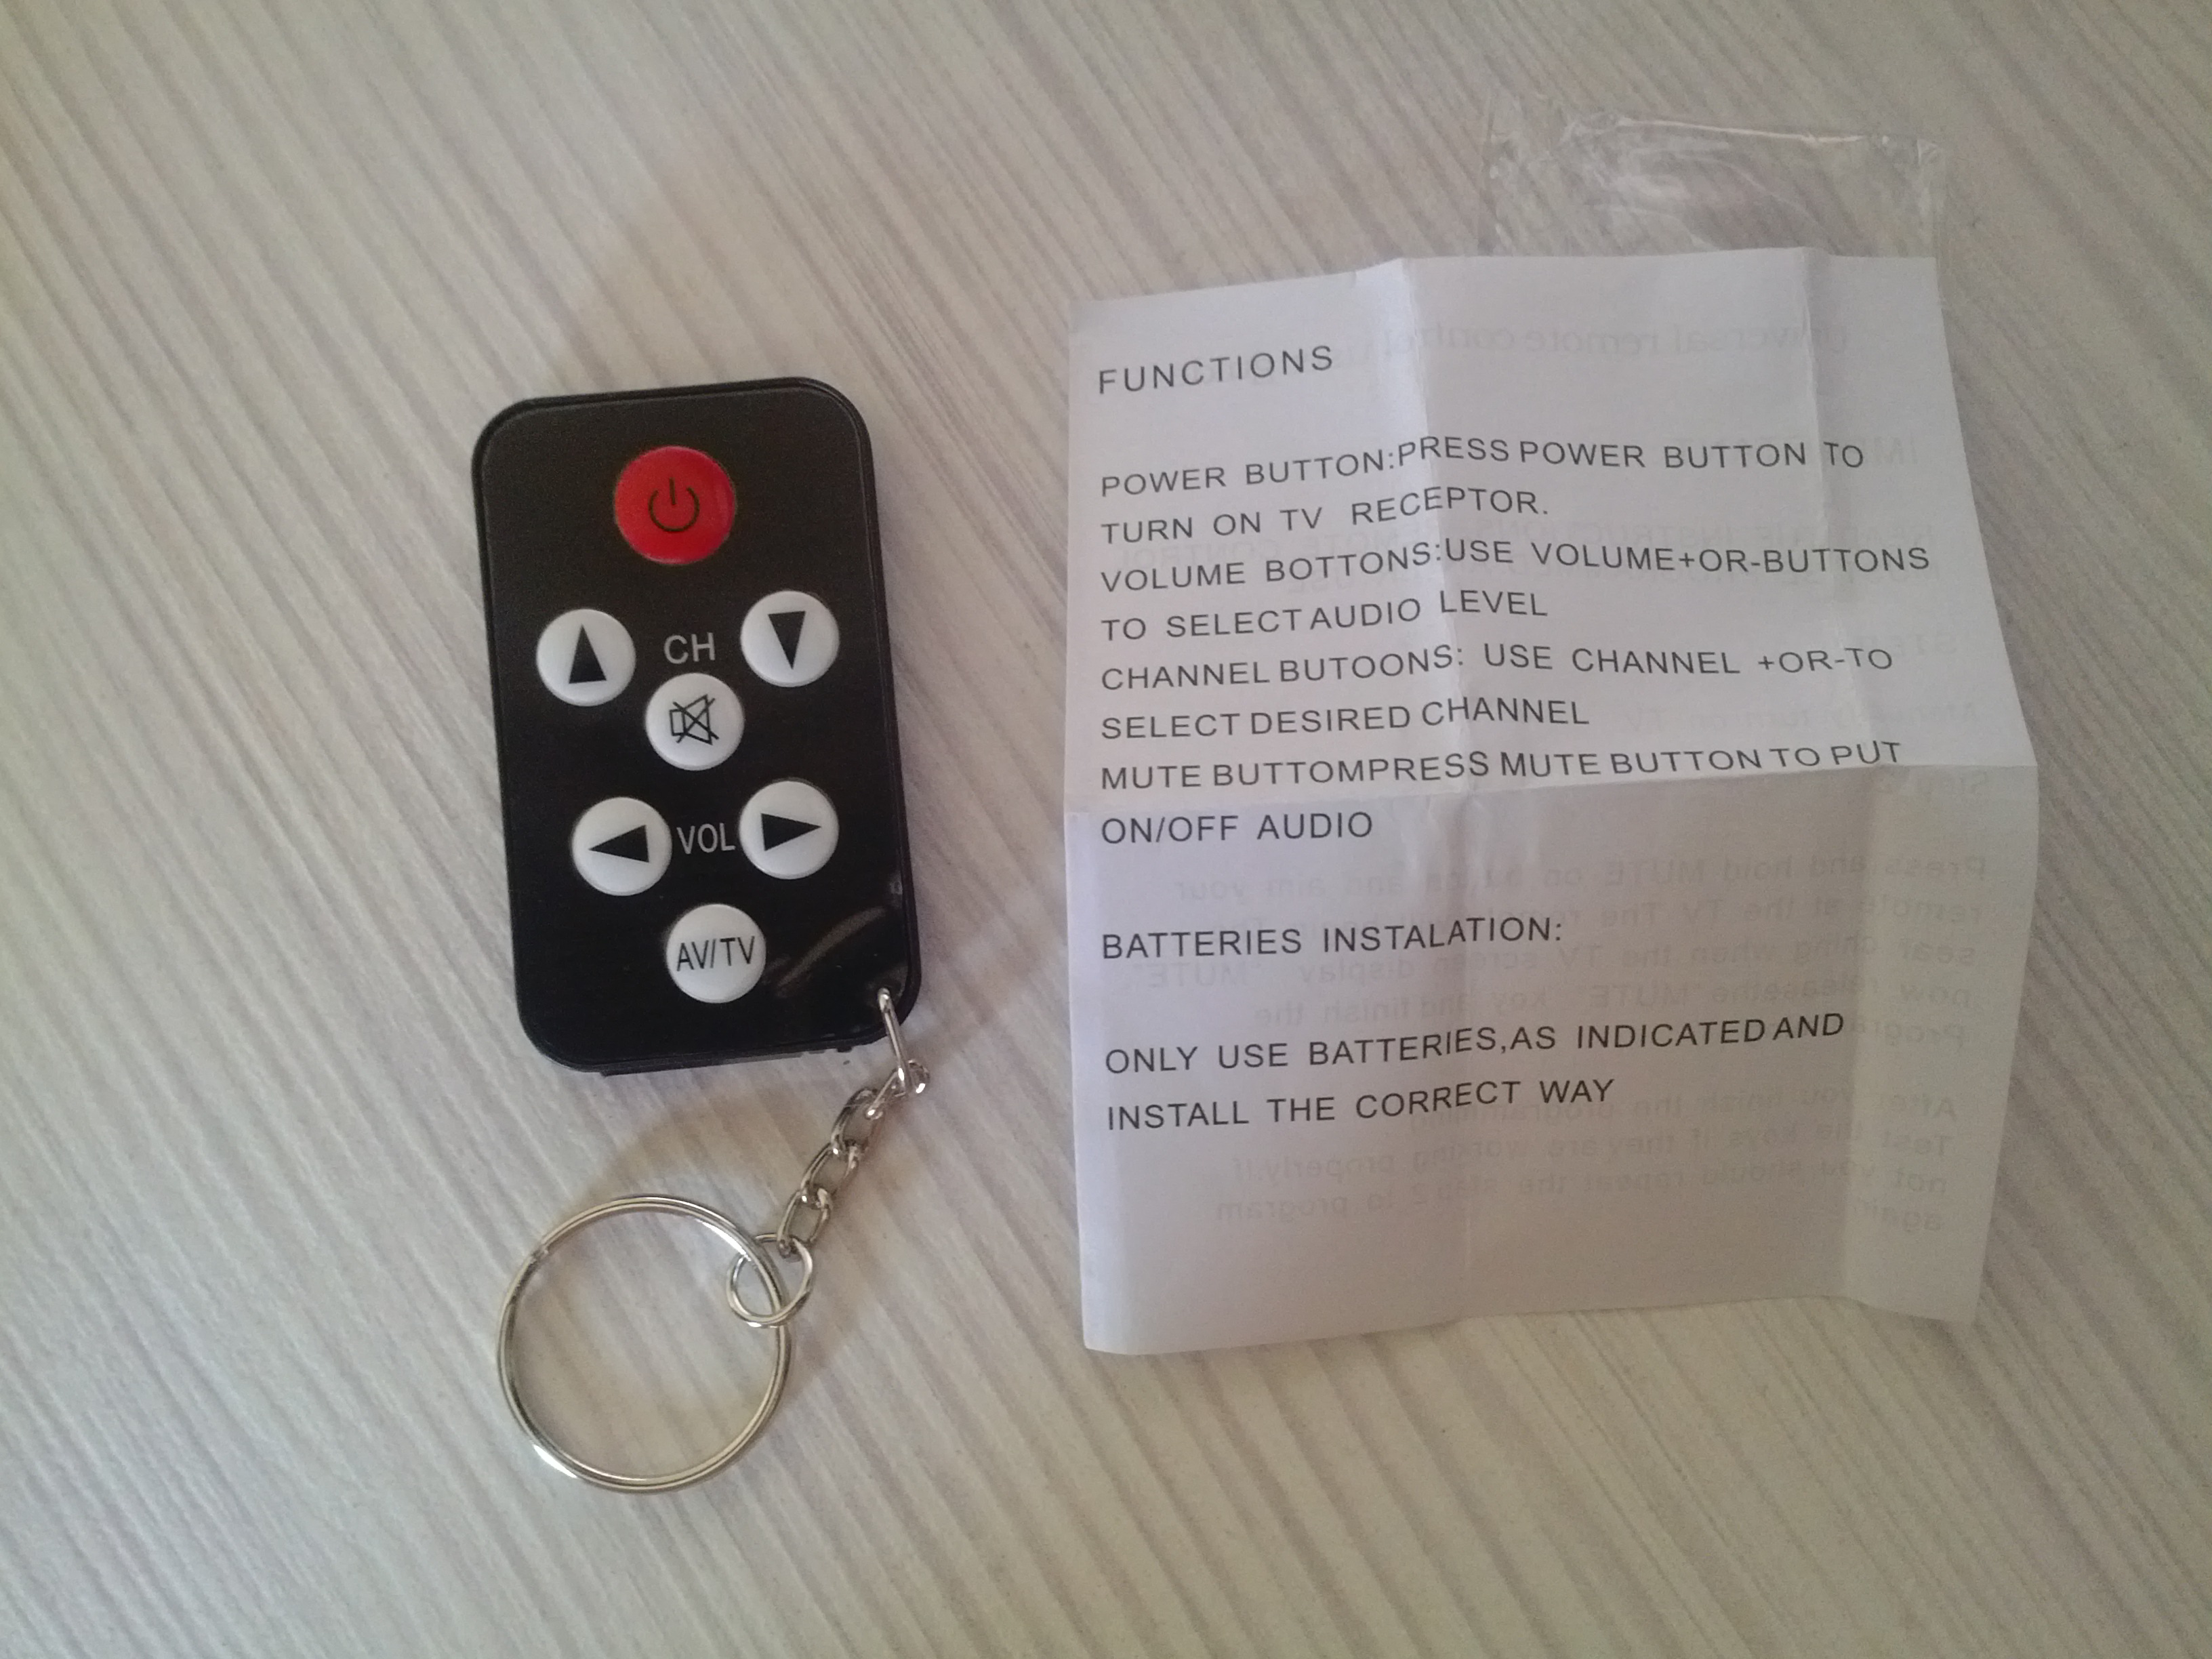 CH
VOL
AV/TV
FUNCTIONS
POWER BUTTON:PRESS POWER BUTTON TO
TURN ON TV RECEPTOR.
VOLUME BOTTONS:USE VOLUME+OR-BUTTONS
TO SELECT AUDIO LEVEL
CHANNEL BUTOONS: USE CHANNEL +OR-TO
SELECT DESIRED CHANNEL
MUTE BUTTOMPRESS MUTE BUTTON TO PUT
ON/OFF AUDIO
BATTERIES INSTALATION:
ONLY USE BATTERIES,AS INDICATED AND
INSTALL THE CORRECT WAY